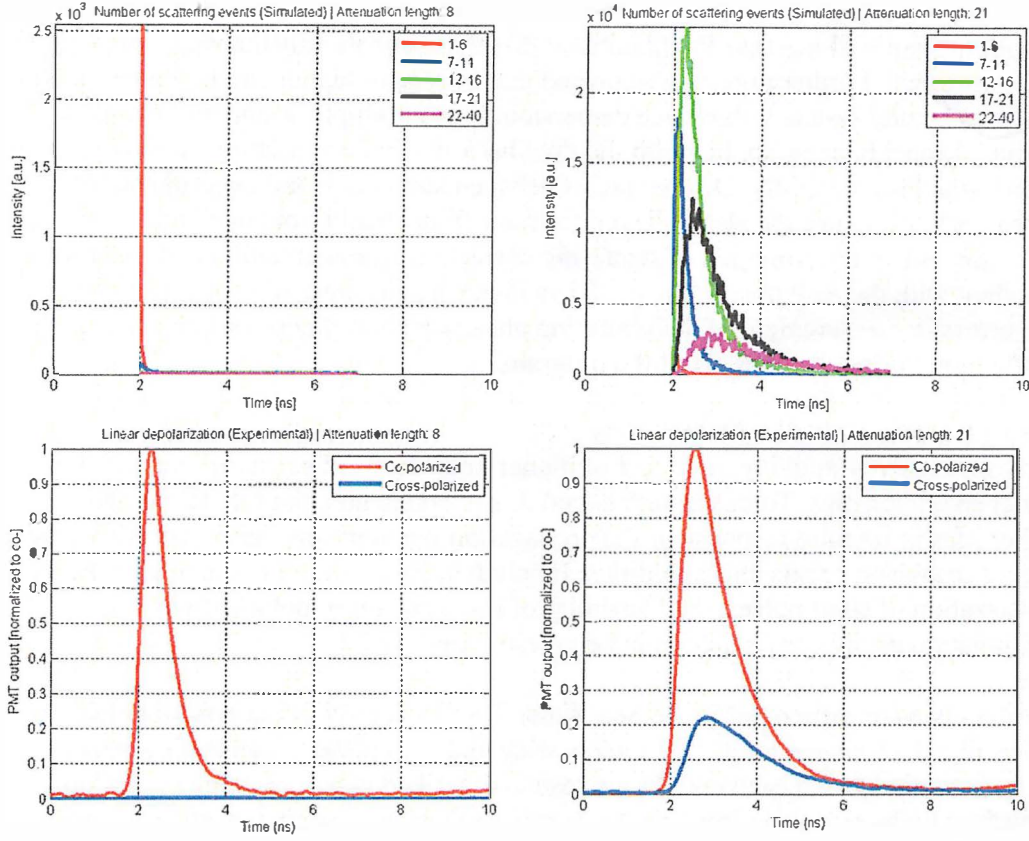 Number of scattering events (Simulated) | Attenuation length: 8
2.5 x 10^3
2
1.5
1
0.5
0
Intensity [a.u.]
1-6
7-11
12-16
17-21
22-40
0 2 4 6 8 10
Time [ns]
Number of scattering events (Simulated) | Attenuation length: 21
x 10^4
2
1.5
1
0.5
0
Intensity [a.u.]
1-6
7-11
12-16
17-21
22-40
0 2 4 6 8 10
Time [ns]
Linear depolarization (Experimental) | Attenuation length: 8
1
0.9
0.8
0.7
0.6
0.5
0.4
0.3
0.2
0.1
0
PMT output [normalized to co-]
Co-polarized
Cross-polarized
0 2 4 6 8 10
Time (ns)
Linear depolarization (Experimental) | Attenuation length: 21
1
0.9
0.8
0.7
0.6
0.5
0.4
0.3
0.2
0.1
0
PMT output [normalized to co-]
Co-polarized
Cross-polarized
0 2 4 6 8 10
Time (ns)